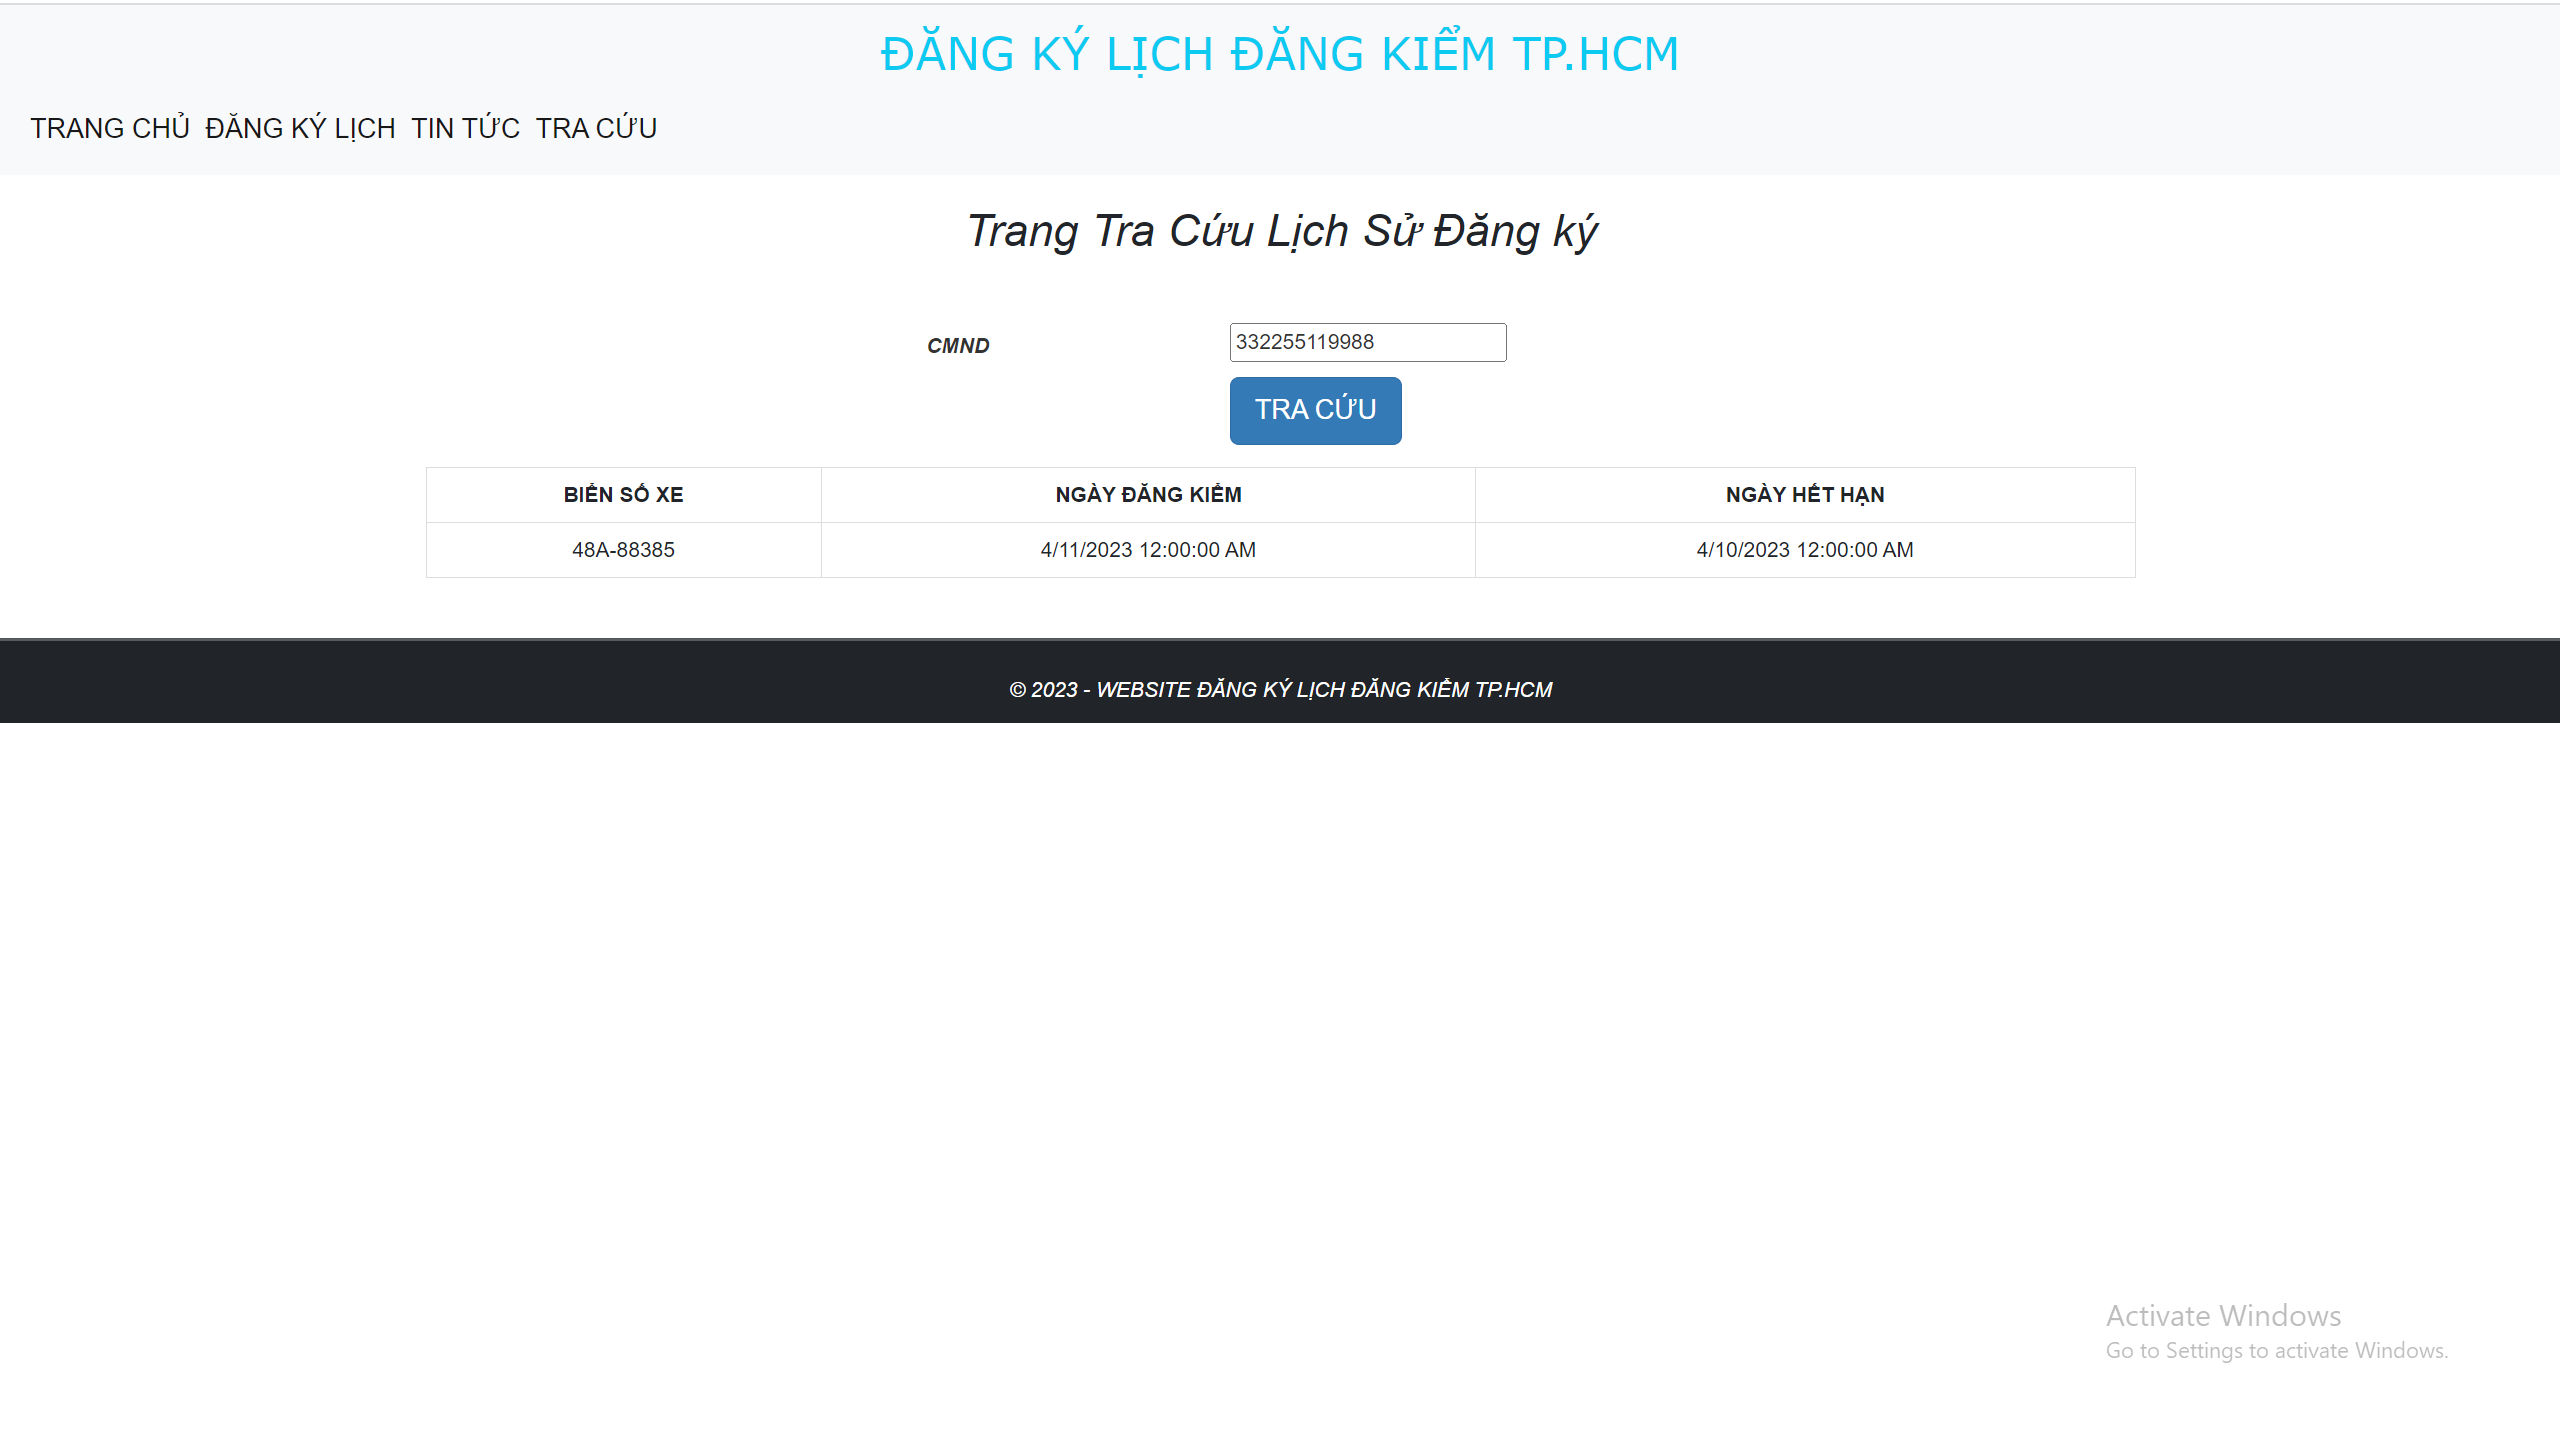 ĐĂNG KÝ LỊCH ĐĂNG KIỂM TP.HCM
TRANG CHỦ ĐĂNG KÝ LỊCH TIN TỨC TRA CỨU
Trang Tra Cứu Lịch Sử Đăng ký
CMND 332255119988
TRA CỨU
BIỂN SỐ XE NGÀY ĐĂNG KIỂM NGÀY HẾT HẠN
48A-88385 4/11/2023 12:00:00 AM 4/10/2023 12:00:00 AM
© 2023 - WEBSITE ĐĂNG KÝ LỊCH ĐĂNG KIỂM TP.HCM
Activate Windows
Go to Settings to activate Windows.